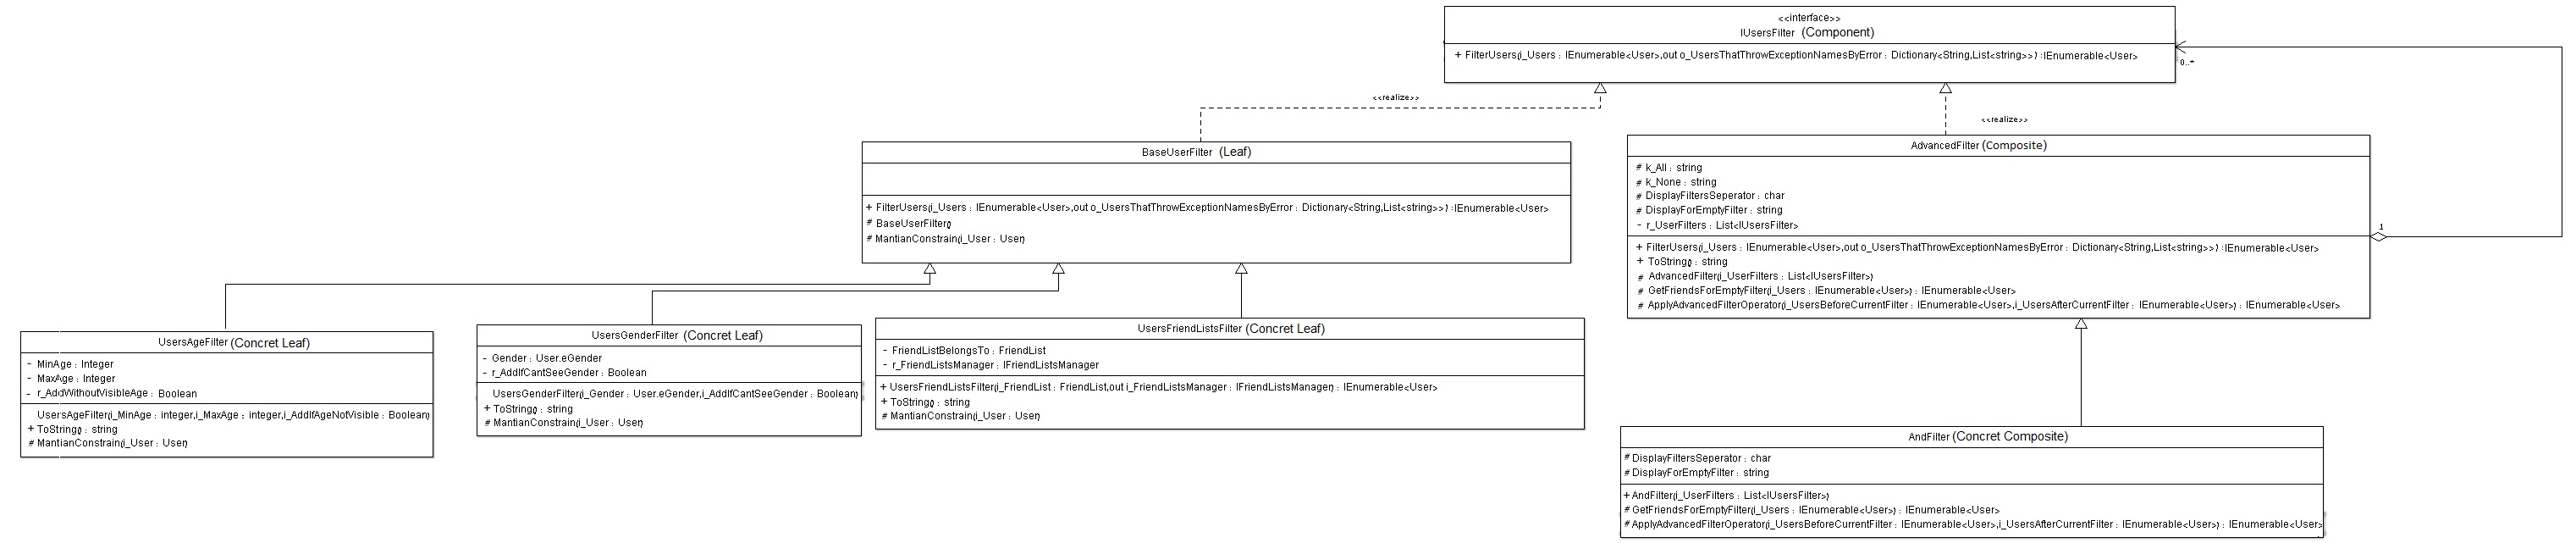 <<interface>>
IUsersFilter (Component)
+ FilterUsers(i_Users : IEnumerable<User>,out o_UsersThatThrowExceptionNamesByError : Dictionary<String,List<string>>) :IEnumerable<User>
0..*
<<realize>>
<<realize>>
BaseUserFilter (Leaf)
+ FilterUsers(i_Users : IEnumerable<User>,out o_UsersThatThrowExceptionNamesByError : Dictionary<String,List<string>>) :IEnumerable<User>
# BaseUserFilter()
# MantianConstrain(i_User : User)
AdvancedFilter (Composite)
# k_All : string
# k_None : string
# DisplayFiltersSeperator : char
# DisplayForEmptyFilter : string
- r_UserFilters : List<IUsersFilter>
1
+ FilterUsers(i_Users : IEnumerable<User>,out o_UsersThatThrowExceptionNamesByError : Dictionary<String,List<string>>) :IEnumerable<User>
+ ToString() : string
# AdvancedFilter(i_UserFilters : List<IUsersFilter>)
# GetFriendsForEmptyFilter(i_Users : IEnumerable<User>) : IEnumerable<User>
# ApplyAdvancedFilterOperator(i_UsersBeforeCurrentFilter : IEnumerable<User>,i_UsersAfterCurrentFilter : IEnumerable<User>) : IEnumerable<User>
UsersAgeFilter (Concret Leaf)
- MinAge : Integer
- MaxAge : Integer
- r_AddWithoutVisibleAge : Boolean
UsersAgeFilter(i_MinAge : integer,i_MaxAge : integer,i_AddIfAgeNotVisible : Boolean)
+ ToString() : string
# MantianConstrain(i_User : User)
UsersGenderFilter (Concret Leaf)
- Gender : User.eGender
- r_AddIfCantSeeGender : Boolean
UsersGenderFilter(i_Gender : User.eGender,i_AddIfCantSeeGender : Boolean)
+ ToString() : string
# MantianConstrain(i_User : User)
UsersFriendListsFilter (Concret Leaf)
- FriendListBelongsTo : FriendList
- r_FriendListsManager : IFriendListsManager
+ UsersFriendListsFilter(i_FriendList : FriendList,out i_FriendListsManager : IFriendListsManager) : IEnumerable<User>
+ ToString() : string
# MantianConstrain(i_User : User)
AndFilter (Concret Composite)
# DisplayFiltersSeperator : char
# DisplayForEmptyFilter : string
+ AndFilter(i_UserFilters : List<IUsersFilter>)
# GetFriendsForEmptyFilter(i_Users : IEnumerable<User>) : IEnumerable<User>
# ApplyAdvancedFilterOperator(i_UsersBeforeCurrentFilter : IEnumerable<User>,i_UsersAfterCurrentFilter : IEnumerable<User>) : IEnumerable<User>